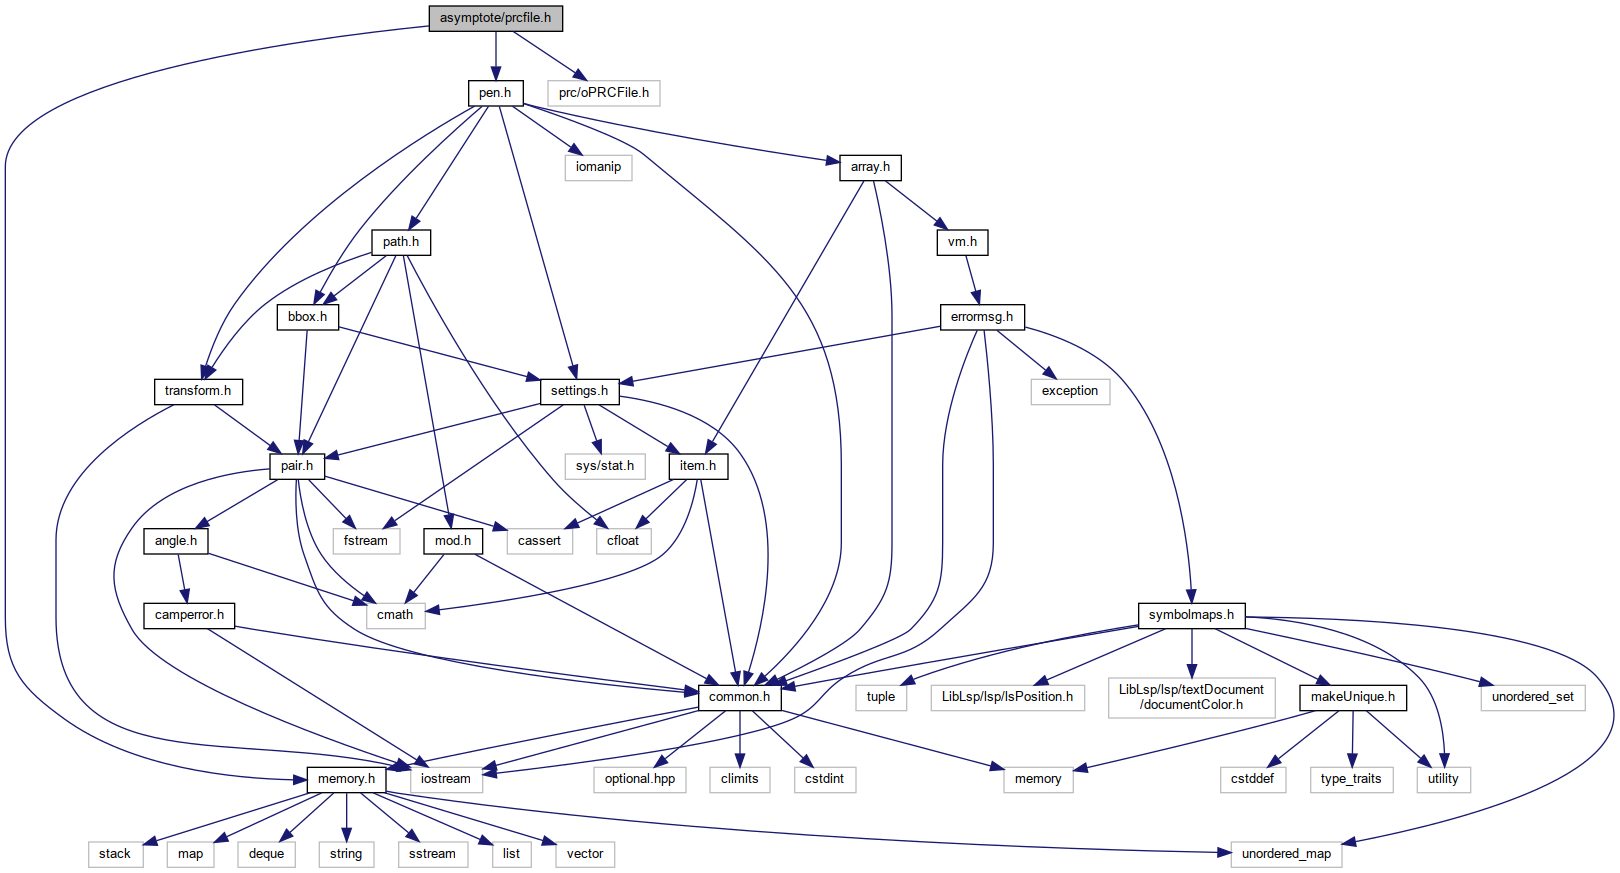 asymptote/prcfile.h
pen.h
prc/oPRCFile.h
iomanip
array.h
path.h
vm.h
bbox.h
errormsg.h
transform.h
settings.h
exception
pair.h
sys/stat.h
item.h
angle.h
fstream
mod.h
cassert
cfloat
camperror.h
cmath
symbolmaps.h
common.h
tuple
LibLsp/lsp/lsPosition.h
LibLsp/lsp/textDocument
/documentColor.h
makeUnique.h
unordered_set
memory.h
iostream
optional.hpp
climits
cstdint
memory
cstddef
type_traits
utility
stack
map
deque
string
sstream
list
vector
unordered_map